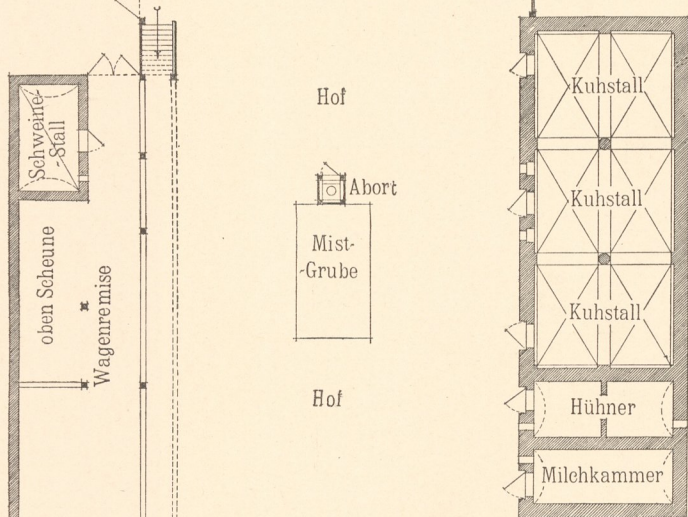 Schweine-
-Stall
oben Scheune
Wagenremise
Hof
Abort
Mist-
-Grube
Hof
Kuhstall
Kuhstall
Kuhstall
Hühner
Milchkammer